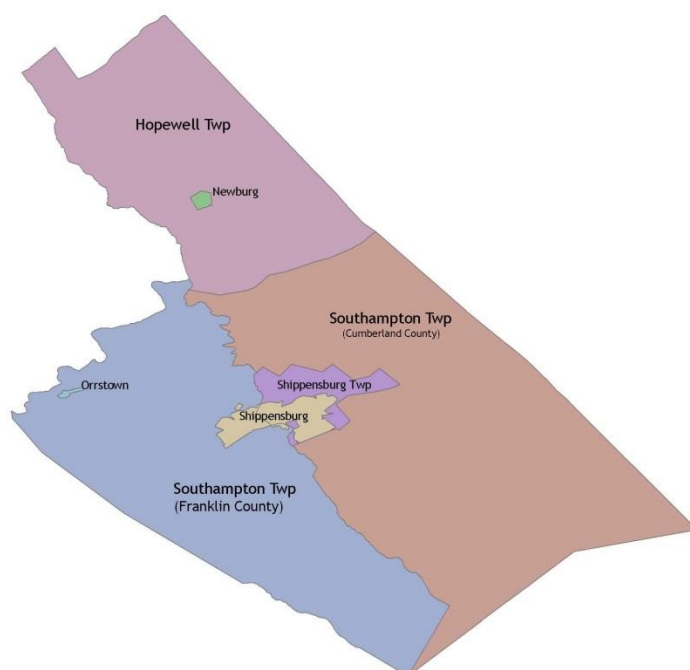 Hopewell Twp
Newburg
Southampton Twp
(Cumberland County)
Shippensburg Twp
Orrstown
Shippensburg
Southampton Twp
(Franklin County)